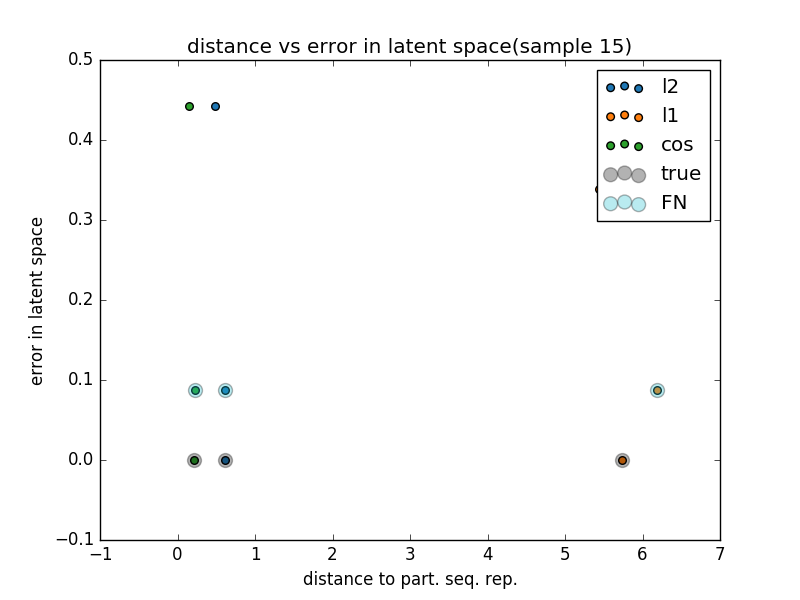 distance vs error in latent space(sample 15)
0.5
0.4
0.3
0.2
0.1
0.0
−0.1
error in latent space
l2
l1
cos
true
FN
−1 0 1 2 3 4 5 6 7
distance to part. seq. rep.